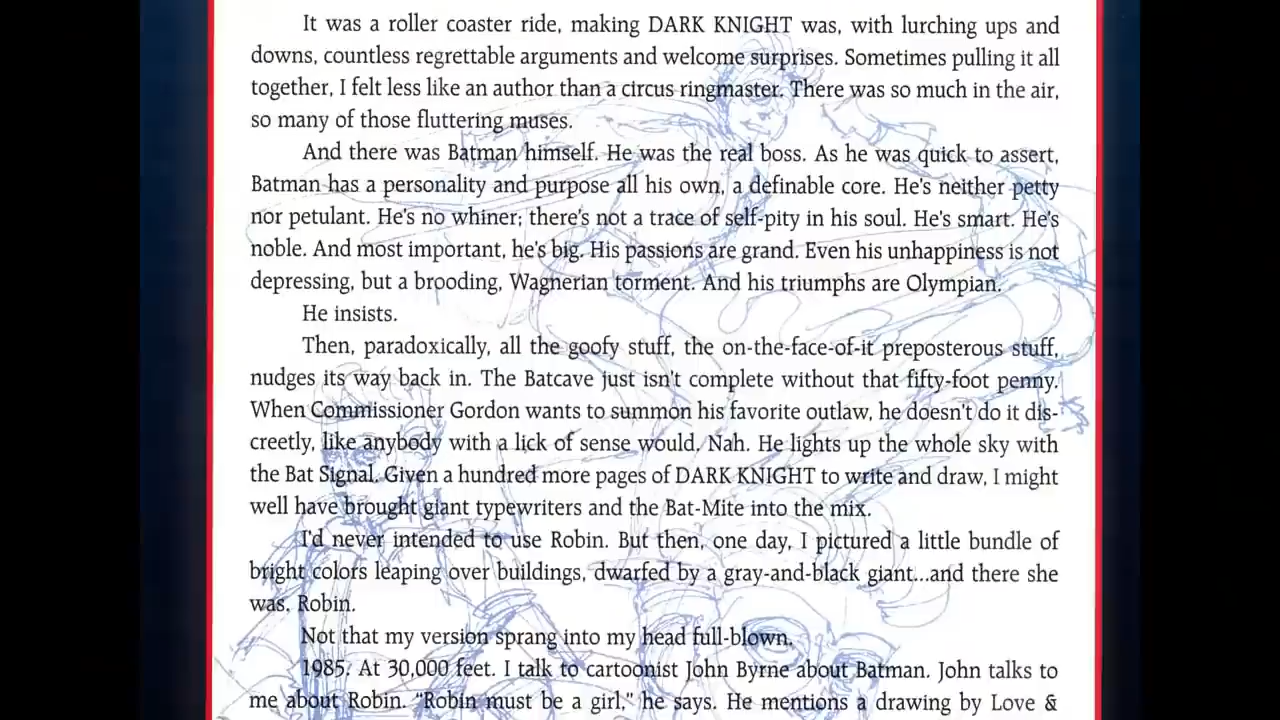 It was a roller coaster ride, making DARK KNIGHT was, with lurching ups and
downs, countless regrettable arguments and welcome surprises. Sometimes pulling it all
together, I felt less like an author than a circus ringmaster. There was so much in the air,
so many of those fluttering muses.
And there was Batman himself. He was the real boss. As he was quick to assert,
Batman has a personality and purpose all his own, a definable core. He's neither petty
nor petulant. He's no whiner; there's not a trace of self-pity in his soul. He's smart. He's
noble. And most important, he's big. His passions are grand. Even his unhappiness is not
depressing, but a brooding, Wagnerian torment. And his triumphs are Olympian.
He insists.
Then, paradoxically, all the goofy stuff, the on-the-face-of-it preposterous stuff,
nudges its way back in. The Batcave just isn't complete without that fifty-foot penny.
When Commissioner Gordon wants to summon his favorite outlaw, he doesn't do it dis-
creetly, like anybody with a lick of sense would. Nah. He lights up the whole sky with
the Bat Signal. Given a hundred more pages of DARK KNIGHT to write and draw, I might
well have brought giant typewriters and the Bat-Mite into the mix.
I'd never intended to use Robin. But then, one day, I pictured a little bundle of
bright colors leaping over buildings, dwarfed by a gray-and-black giant...and there she
was. Robin.
Not that my version sprang into my head full-blown.
1985. At 30,000 feet. I talk to cartoonist John Byrne about Batman. John talks to
me about Robin. "Robin must be a girl," he says. He mentions a drawing by Love &